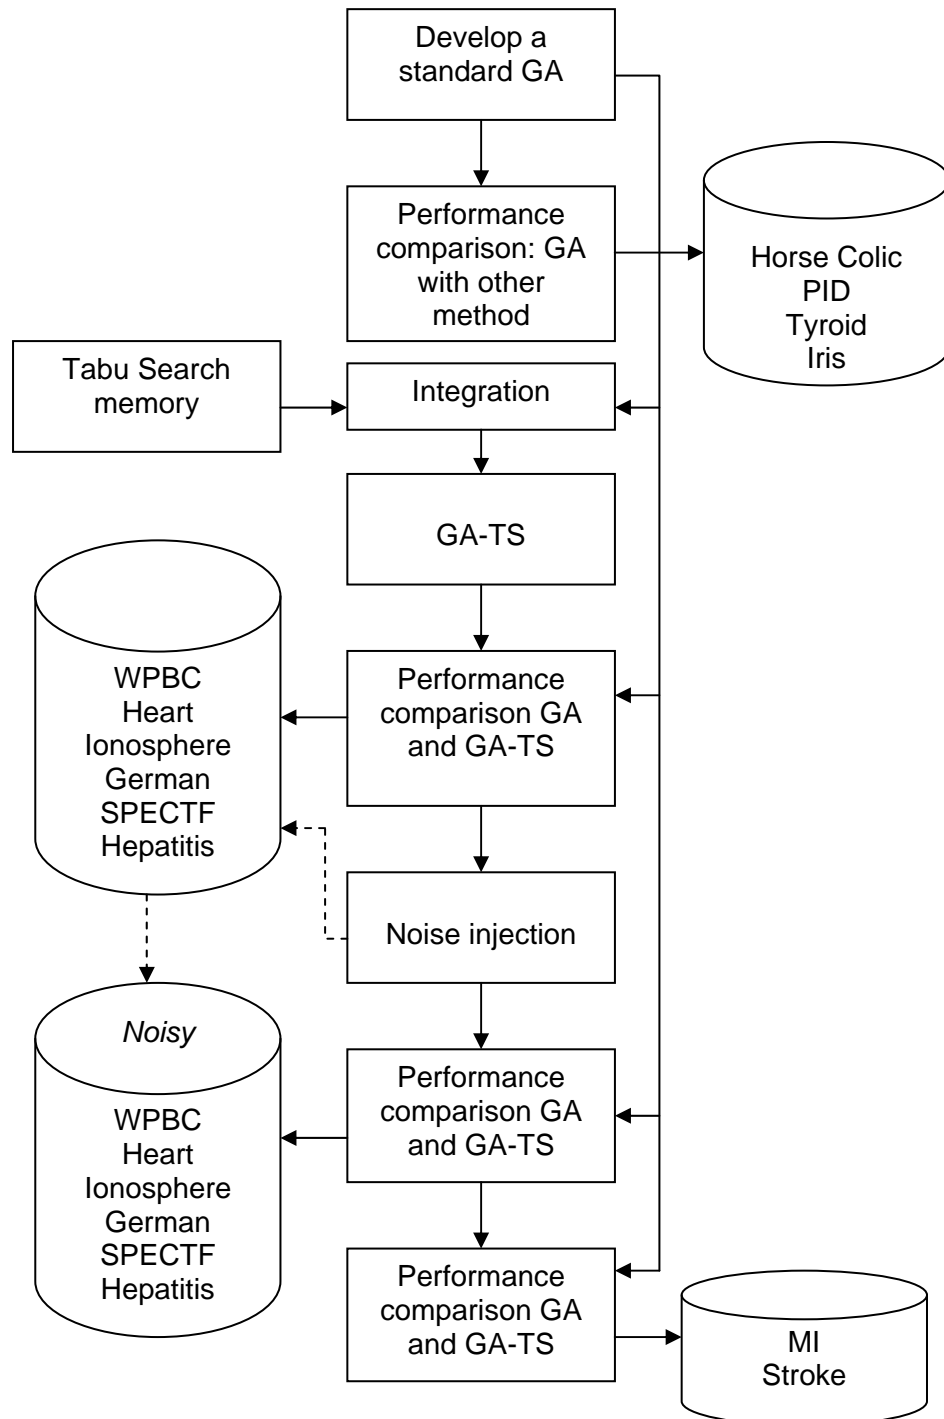 Develop a
standard GA
Performance
comparison: GA
with other
method
Horse Colic
PID
Tyroid
Iris
Tabu Search
memory
Integration
GA-TS
WPBC
Heart
Ionosphere
German
SPECTF
Hepatitis
Performance
comparison GA
and GA-TS
Noise injection
Noisy
WPBC
Heart
Ionosphere
German
SPECTF
Hepatitis
Performance
comparison GA
and GA-TS
Performance
comparison GA
and GA-TS
MI
Stroke